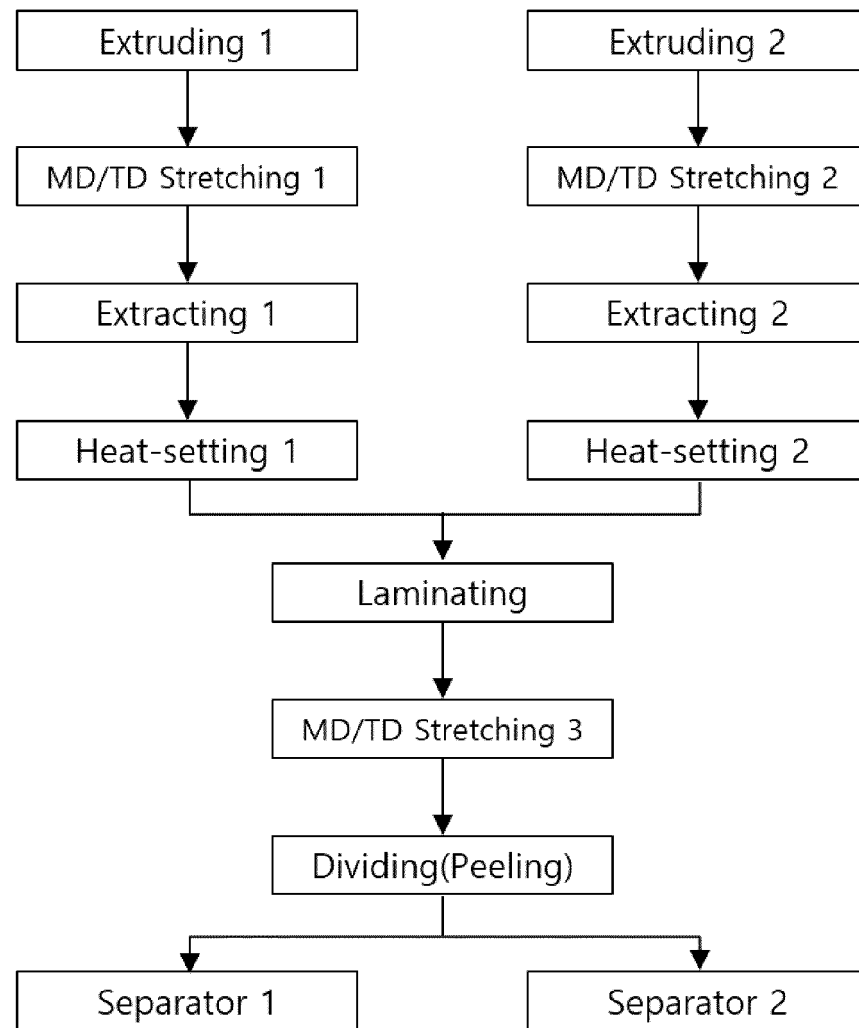 Extruding 1
Extruding 2
MD/TD Stretching 1
MD/TD Stretching 2
Extracting 1
Extracting 2
Heat-setting 1
Heat-setting 2
Laminating
MD/TD Stretching 3
Dividing(Peeling)
Separator 1
Separator 2